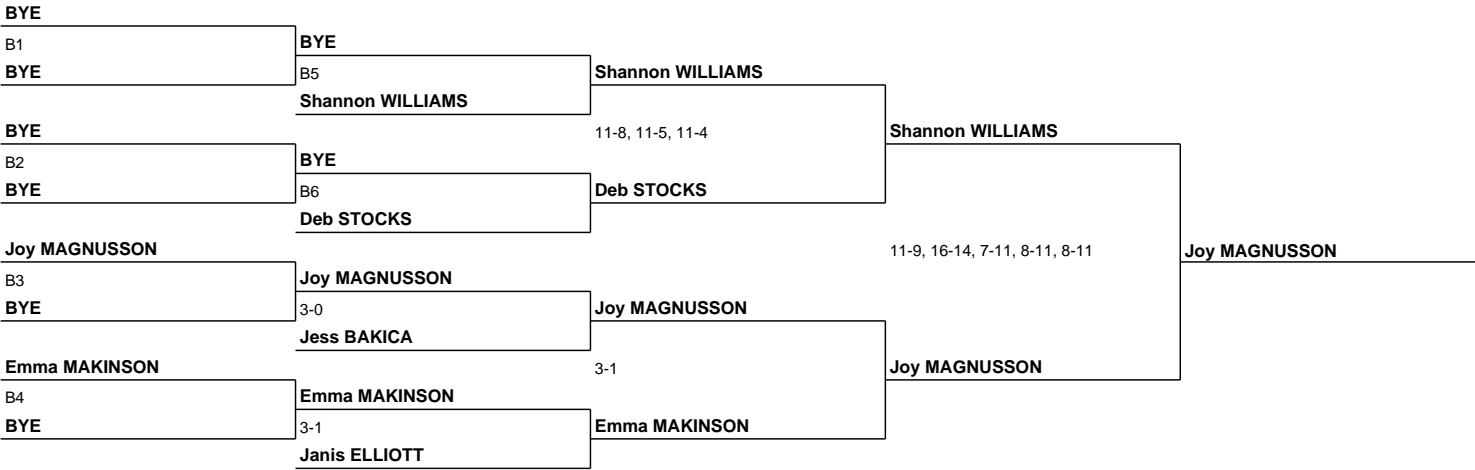 BYE
B1
BYE
BYE
B5
Shannon WILLIAMS
Shannon WILLIAMS
BYE
11-8, 11-5, 11-4
Shannon WILLIAMS
B2
BYE
BYE
B6
Deb STOCKS
Deb STOCKS
Joy MAGNUSSON
11-9, 16-14, 7-11, 8-11, 8-11
Joy MAGNUSSON
B3
Joy MAGNUSSON
BYE
3-0
Joy MAGNUSSON
Jess BAKICA
Emma MAKINSON
3-1
Joy MAGNUSSON
B4
Emma MAKINSON
BYE
3-1
Emma MAKINSON
Janis ELLIOTT